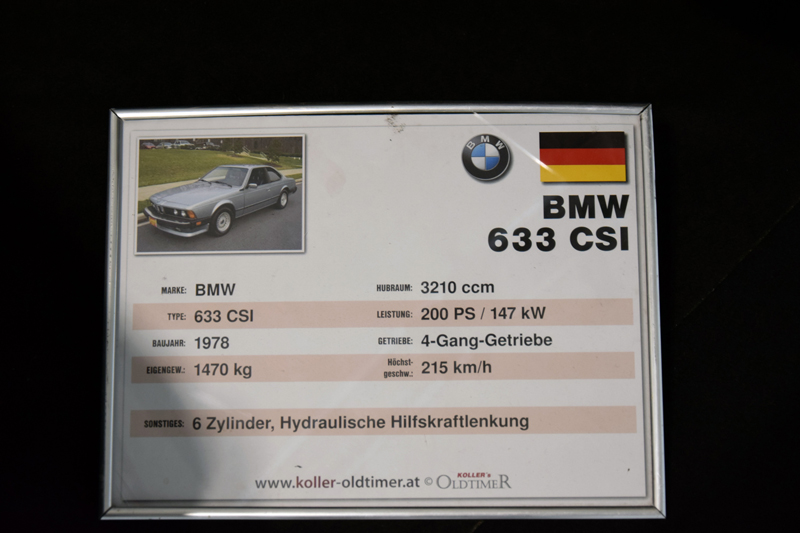 BMW
BMW
633 CSI
MARKE: BMW
HUBRAUM: 3210 ccm
TYPE: 633 CSI
LEISTUNG: 200 PS / 147 kW
BAUJAHR: 1978
GETRIEBE: 4-Gang-Getriebe
EIGENGEW.: 1470 kg
Höchst-
geschw.: 215 km/h
SONSTIGES: 6 Zylinder, Hydraulische Hilfskraftlenkung
www.koller-oldtimer.at © KOLLER's
OLDTIMER